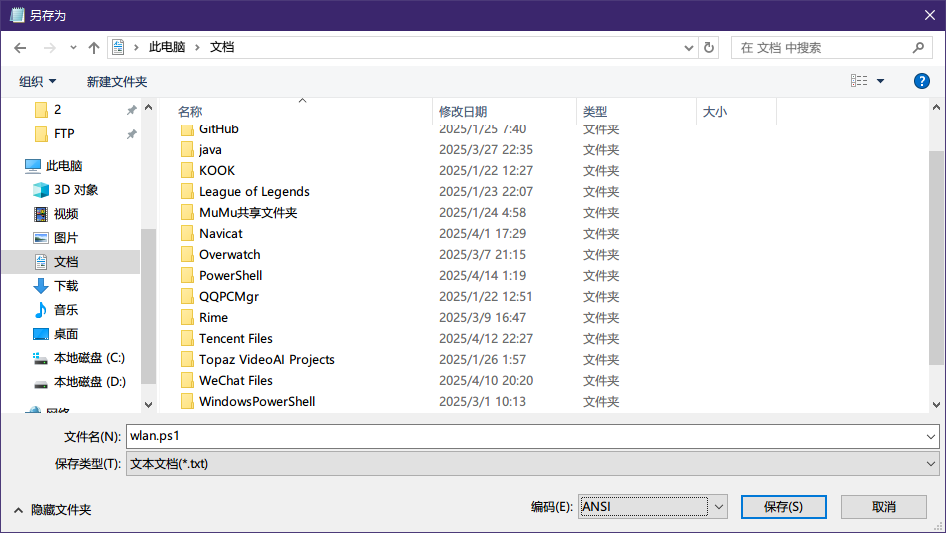 另存为
此电脑 文档
在 文档 中搜索
组织 新建文件夹
2
FTP
此电脑
3D 对象
视频
图片
文档
下载
音乐
桌面
本地磁盘 (C:)
本地磁盘 (D:)
网络
名称 修改日期 类型 大小
GitHub 2025/1/25 7:40 文件夹
java 2025/3/27 22:35 文件夹
KOOK 2025/1/22 12:27 文件夹
League of Legends 2025/1/23 22:07 文件夹
MuMu共享文件夹 2025/1/24 4:58 文件夹
Navicat 2025/4/1 17:29 文件夹
Overwatch 2025/3/7 21:15 文件夹
PowerShell 2025/4/14 1:19 文件夹
QQPCMgr 2025/1/22 12:51 文件夹
Rime 2025/3/9 16:47 文件夹
Tencent Files 2025/4/12 22:27 文件夹
Topaz VideoAI Projects 2025/1/26 1:57 文件夹
WeChat Files 2025/4/10 20:20 文件夹
WindowsPowerShell 2025/3/1 10:13 文件夹
文件名(N): wlan.ps1
保存类型(T): 文本文档(*.txt)
隐藏文件夹 编码(E): ANSI 保存(S) 取消